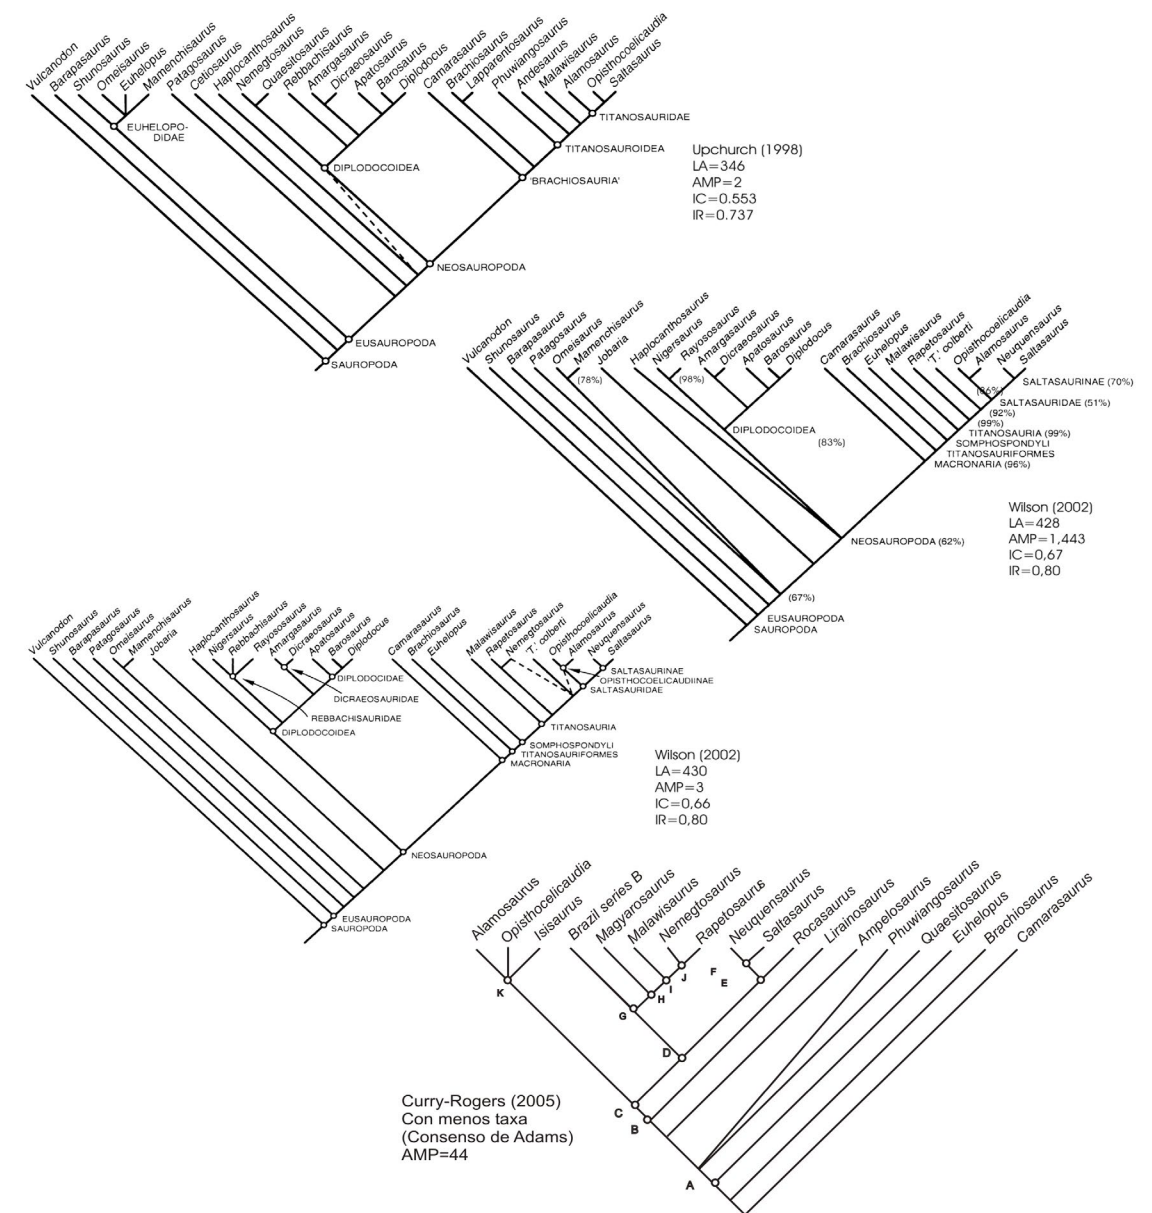 Vulcanodon
Barapasaurus
Shunosaurus
Omeisaurus
Euhelopus
Mamenchisaurus
Patagosaurus
Cetiosaurus
Haplocanthosaurus
Nemegtosaurus
Quaesitosaurus
Rebbachisaurus
Amargasaurus
Dicraeosaurus
Apatosaurus
Barosaurus
Diplodocus
Camarasaurus
Brachiosaurus
Lapparentosaurus
Phuwiangosaurus
Andesaurus
Malawisaurus
Alamosaurus
Opisthocoelicaudia
Saltasaurus
EUHELOPO-
DIDAE
TITANOSAURIDAE
TITANOSAUROIDEA
DIPLODOCOIDEA
'BRACHIOSAURIA'
NEOSAUROPODA
EUSAUROPODA
SAUROPODA
Upchurch (1998)
LA=346
AMP=2
IC=0.553
IR=0.737
Vulcanodon
Shunosaurus
Barapasaurus
Patagosaurus
Omeisaurus
Mamenchisaurus
Jobaria
Haplocanthosaurus
Nigersaurus
Rayososaurus
Amargasaurus
Dicraeosaurus
Apatosaurus
Barosaurus
Diplodocus
Camarasaurus
Brachiosaurus
Euhelopus
Malawisaurus
Rapetosaurus
'T.' colberti
Opisthocoelicaudia
Alamosaurus
Neuquensaurus
Saltasaurus
(78%)
(98%)
SALTASAURINAE (70%)
(86%)
SALTASAURIDAE (51%)
(92%)
(99%)
TITANOSAURIA (99%)
SOMPHOSPONDYLI
TITANOSAURIFORMES
MACRONARIA (96%)
DIPLODOCOIDEA
(83%)
NEOSAUROPODA (62%)
(67%)
EUSAUROPODA
SAUROPODA
Wilson (2002)
LA=428
AMP=1,443
IC=0,67
IR=0,80
Vulcanodon
Shunosaurus
Barapasaurus
Patagosaurus
Omeisaurus
Mamenchisaurus
Jobaria
Haplocanthosaurus
Nigersaurus
Rebbachisaurus
Rayososaurus
Amargasaurus
Dicraeosaurus
Apatosaurus
Barosaurus
Diplodocus
Camarasaurus
Brachiosaurus
Euhelopus
Malawisaurus
Rapetosaurus
Nemegtosaurus
'T.' colberti
Opisthocoelicaudia
Alamosaurus
Neuquensaurus
Saltasaurus
SALTASAURINAE
OPISTHOCOELICAUDIINAE
SALTASAURIDAE
DIPLODOCIDAE
DICRAEOSAURIDAE
REBBACHISAURIDAE
DIPLODOCOIDEA
TITANOSAURIA
SOMPHOSPONDYLI
TITANOSAURIFORMES
MACRONARIA
NEOSAUROPODA
EUSAUROPODA
SAUROPODA
Wilson (2002)
LA=430
AMP=3
IC=0,66
IR=0,80
Alamosaurus
Opisthocelicaudia
Isisaurus
Brazil series B
Magyarosaurus
Malawisaurus
Nemegtosaurus
Rapetosaurus
Neuquensaurus
Saltasaurus
Rocasaurus
Lirainosaurus
Ampelosaurus
Phuwiangosaurus
Quaesitosaurus
Euhelopus
Brachiosaurus
Camarasaurus
K
J
F
E
I
H
G
D
C
B
A
Curry-Rogers (2005)
Con menos taxa
(Consenso de Adams)
AMP=44